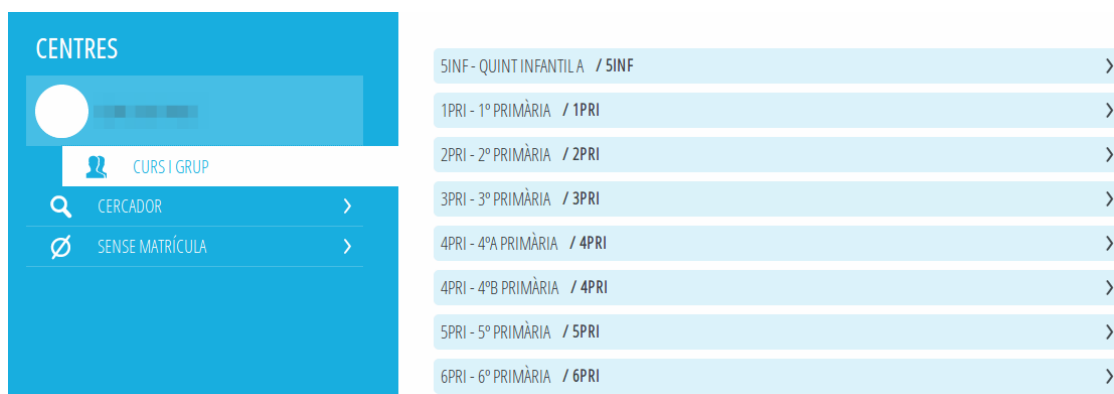 CENTRES
CURS I GRUP
CERCADOR
SENSE MATRÍCULA
5INF - QUINT INFANTIL A / 5INF
1PRI - 1º PRIMÀRIA / 1PRI
2PRI - 2º PRIMÀRIA / 2PRI
3PRI - 3º PRIMÀRIA / 3PRI
4PRI - 4ºA PRIMÀRIA / 4PRI
4PRI - 4ºB PRIMÀRIA / 4PRI
5PRI - 5º PRIMÀRIA / 5PRI
6PRI - 6º PRIMÀRIA / 6PRI